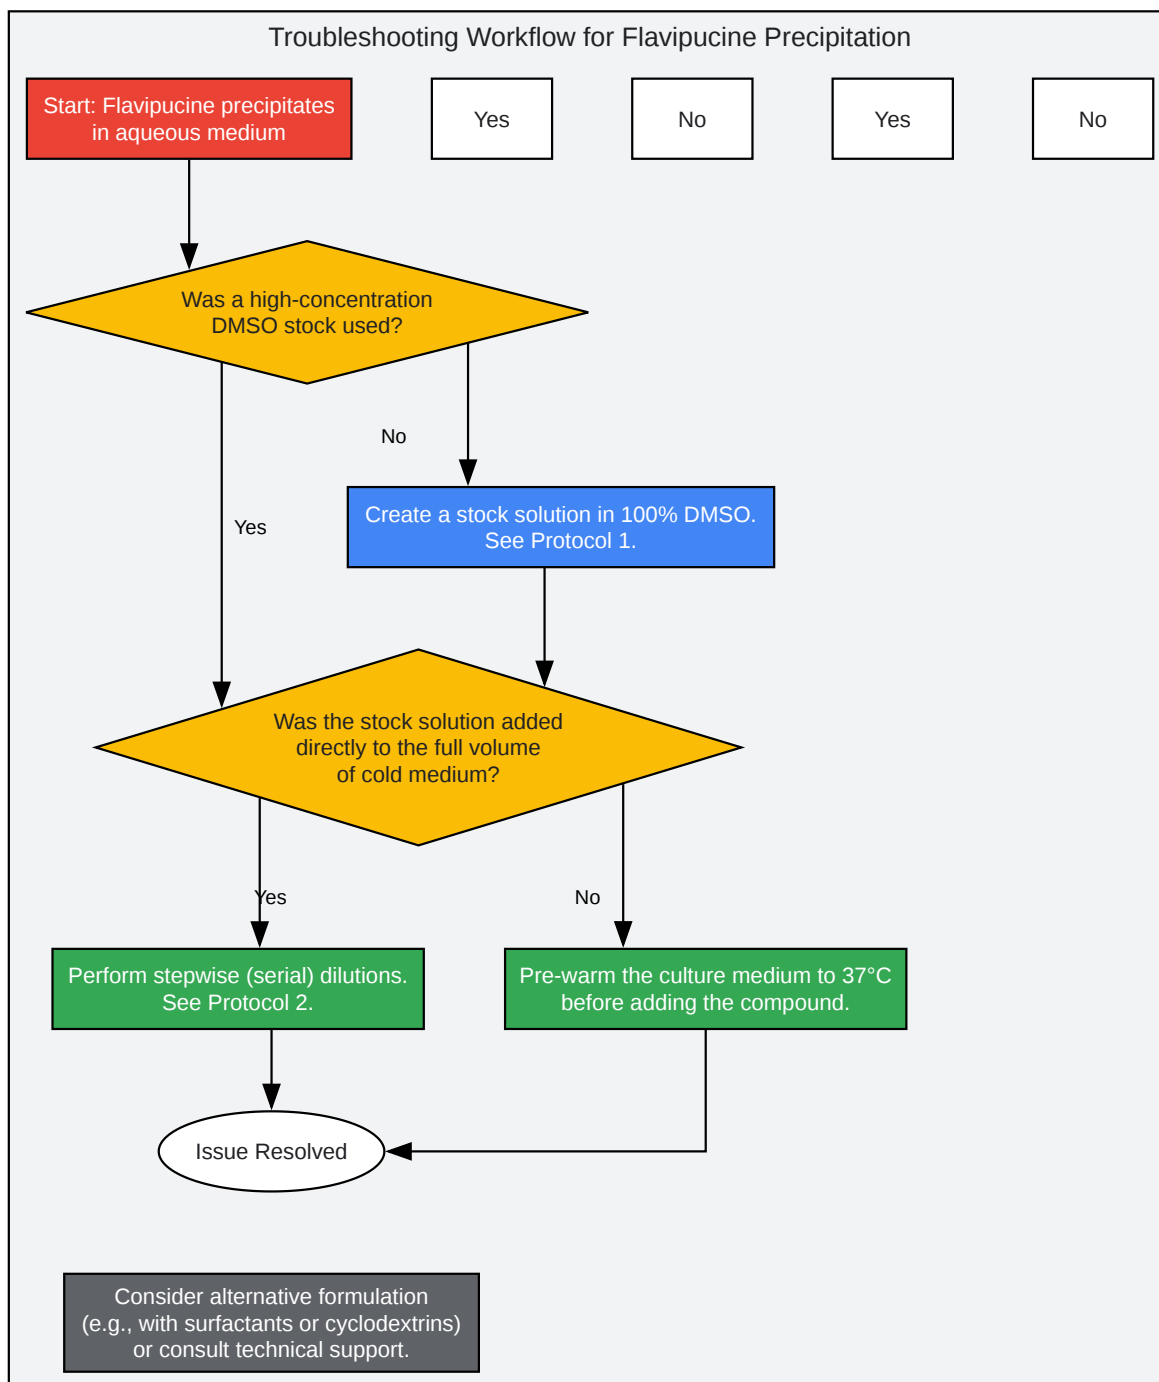 Troubleshooting Workflow for Flavipucine Precipitation
Start: Flavipucine precipitates
in aqueous medium
Yes
No
Yes
No
Was a high-concentration
DMSO stock used?
No
Yes
Create a stock solution in 100% DMSO.
See Protocol 1.
Was the stock solution added
directly to the full volume
of cold medium?
Yes
No
Perform stepwise (serial) dilutions.
See Protocol 2.
Pre-warm the culture medium to 37°C
before adding the compound.
Issue Resolved
Consider alternative formulation
(e.g., with surfactants or cyclodextrins)
or consult technical support.